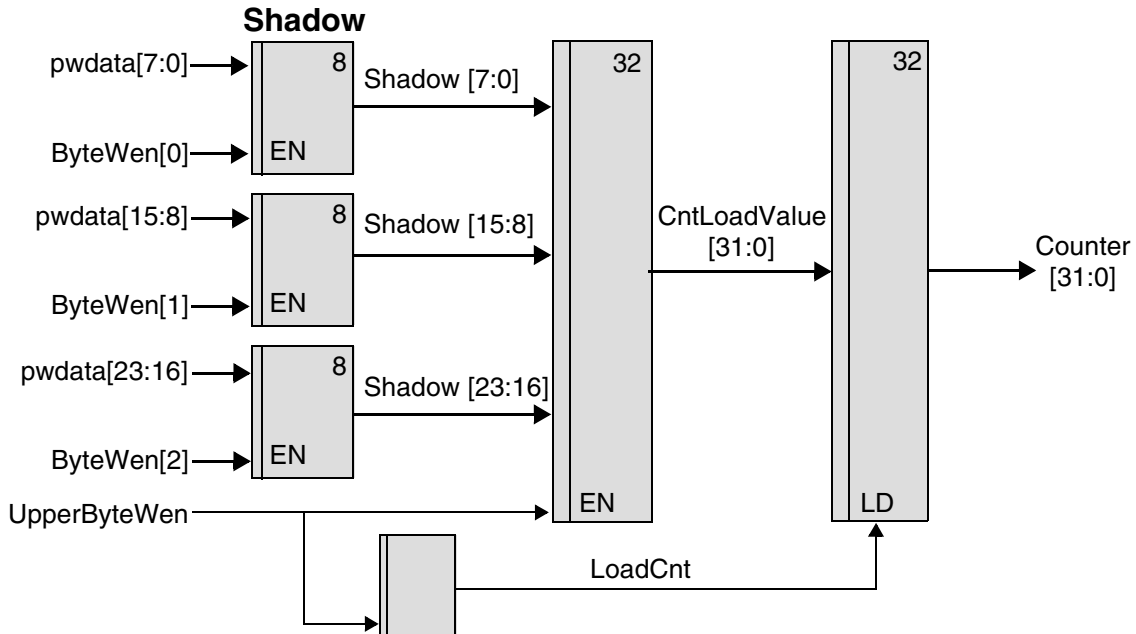 Shadow
pwdata[7:0]
8
Shadow [7:0]
ByteWen[0]
EN
pwdata[15:8]
8
Shadow [15:8]
ByteWen[1]
EN
pwdata[23:16]
8
Shadow [23:16]
ByteWen[2]
EN
UpperByteWen
32
EN
CntLoadValue
[31:0]
32
LD
Counter
[31:0]
LoadCnt